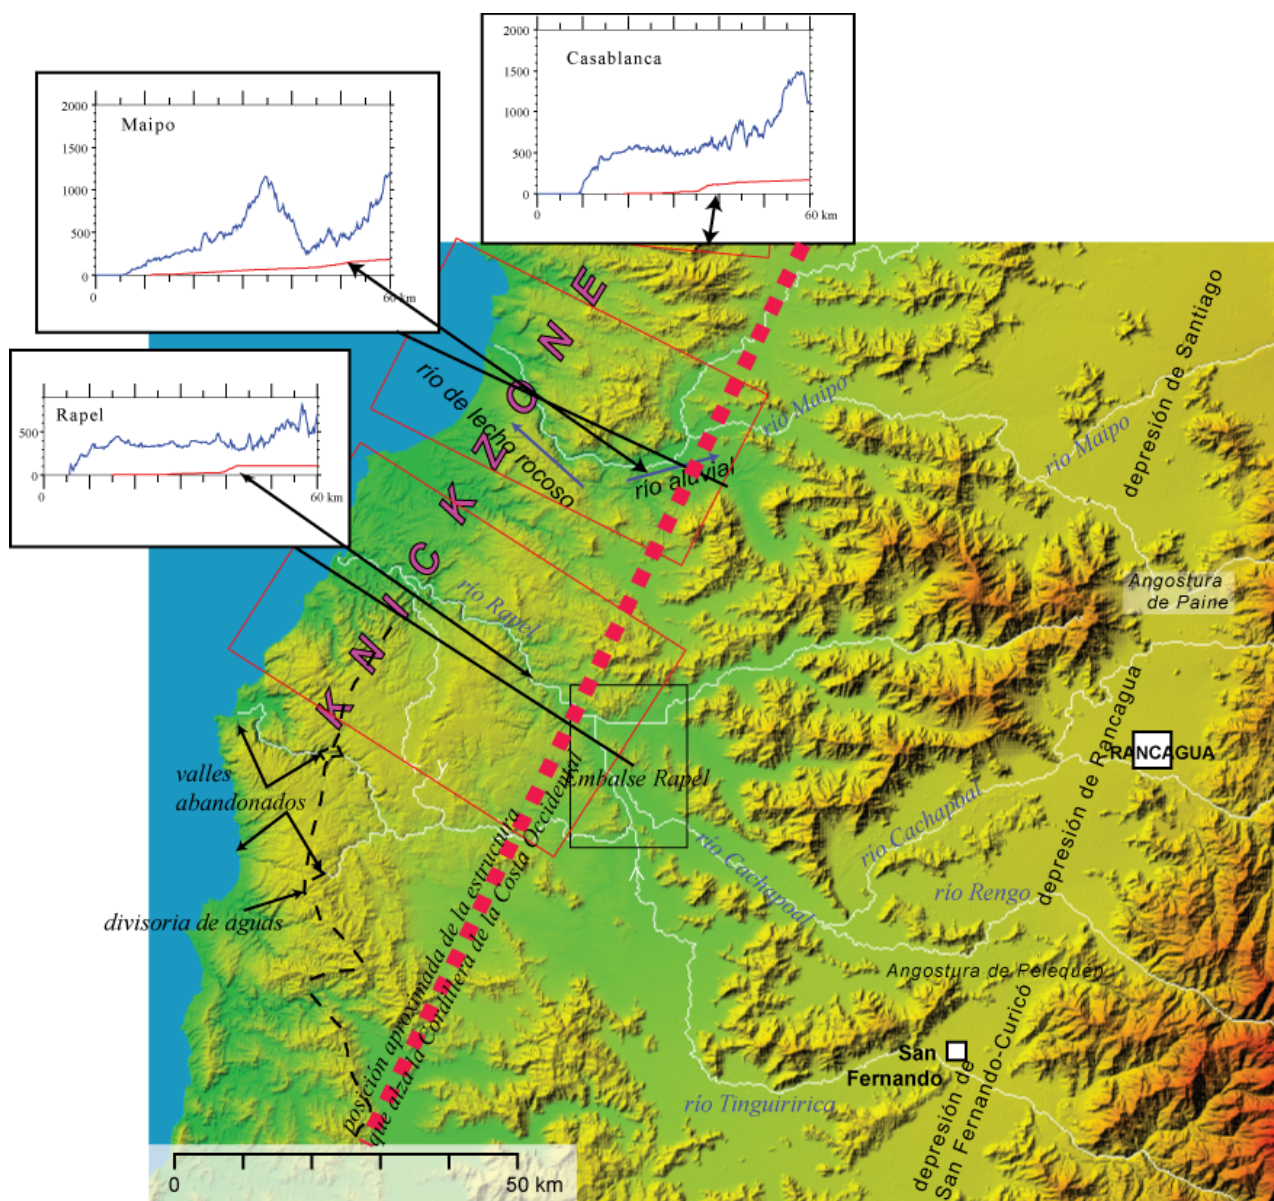 2000
1500
1000
500
0
Casablanca
0
60 km
2000
1500
1000
500
0
Maipo
0
60 km
500
0
Rapel
0
60 km
KNICKZONE
río de lecho rocoso
río aluvial
río Maipo
río Maipo
depresión de Santiago
Angostura
de Paine
río Rapel
valles
abandonados
divisoria de aguas
Embalse Rapel
RANCAGUA
depresión de Rancagua
río Cachapoal
río Cachapoal
río Rengo
Angostura de Pelequén
posición aproximada de la estructura
que alza la Cordillera de la Costa Occidental
San
Fernando
río Tinguiririca
depresión de
San Fernando-Curicó
0
50 km